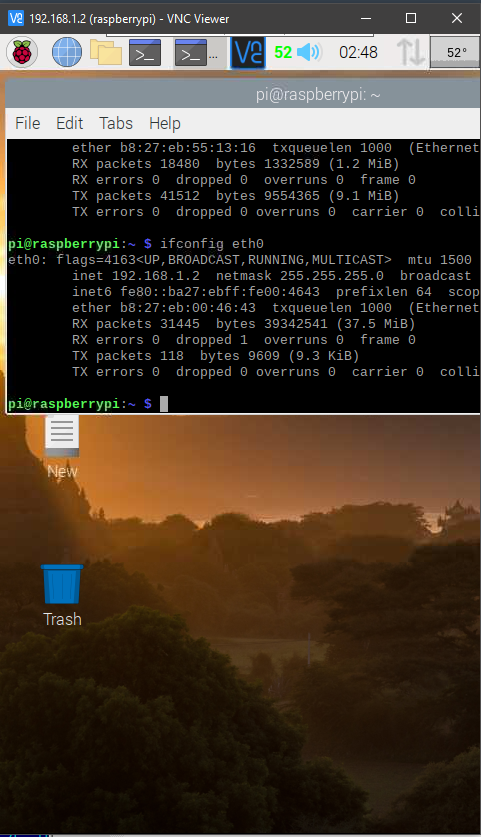 192.168.1.2 (raspberrypi) - VNC Viewer
52 02:48 52°
pi@raspberrypi: ~
File Edit Tabs Help
ether b8:27:eb:55:13:16 txqueuelen 1000 (Ethernet
RX packets 18480 bytes 1332589 (1.2 MiB)
RX errors 0 dropped 0 overruns 0 frame 0
TX packets 41512 bytes 9554365 (9.1 MiB)
TX errors 0 dropped 0 overruns 0 carrier 0 colli
pi@raspberrypi:~ $ ifconfig eth0
eth0: flags=4163<UP,BROADCAST,RUNNING,MULTICAST> mtu 1500
inet 192.168.1.2 netmask 255.255.255.0 broadcast
inet6 fe80::ba27:ebff:fe00:4643 prefixlen 64 scop
ether b8:27:eb:00:46:43 txqueuelen 1000 (Ethernet
RX packets 31445 bytes 39342541 (37.5 MiB)
RX errors 0 dropped 1 overruns 0 frame 0
TX packets 118 bytes 9609 (9.3 KiB)
TX errors 0 dropped 0 overruns 0 carrier 0 colli
pi@raspberrypi:~ $
New
Trash